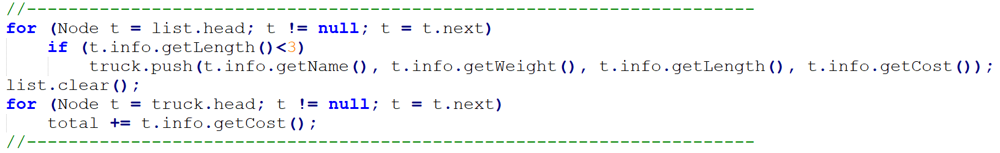 //----------------------------------------------------------------------
for (Node t = list.head; t != null; t = t.next)
    if (t.info.getLength()<3)
        truck.push(t.info.getName(), t.info.getWeight(), t.info.getLength(), t.info.getCost());
list.clear();
for (Node t = truck.head; t != null; t = t.next)
    total += t.info.getCost();
//----------------------------------------------------------------------